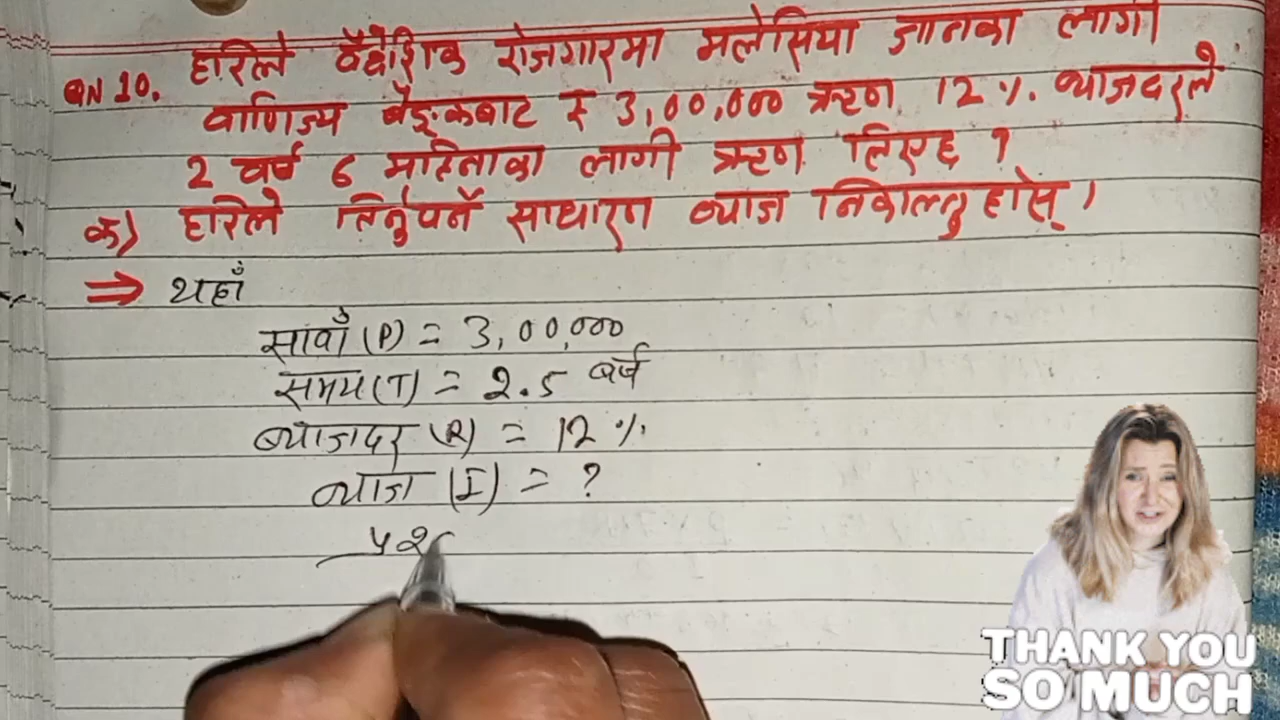 QN 10. हरिले वैदेशिक रोजगारमा मलेसिया जानका लागी
वाणिज्य बैङ्कबाट रु 3,00,000 ऋण 12 % व्याजदरले
2 वर्ष 6 महिनाका लागी ऋण लिएछ ?
क) हरिले तिर्नुपर्ने साधारण व्याज निकाल्नुहोस् ।
⇒ यहाँ
सावाँ (P) = 3,00,000
समय (T) = 2.5 बर्ष
ब्याजदर (R) = 12 %
व्याज (I) = ?
THANK YOU
SO MUCH